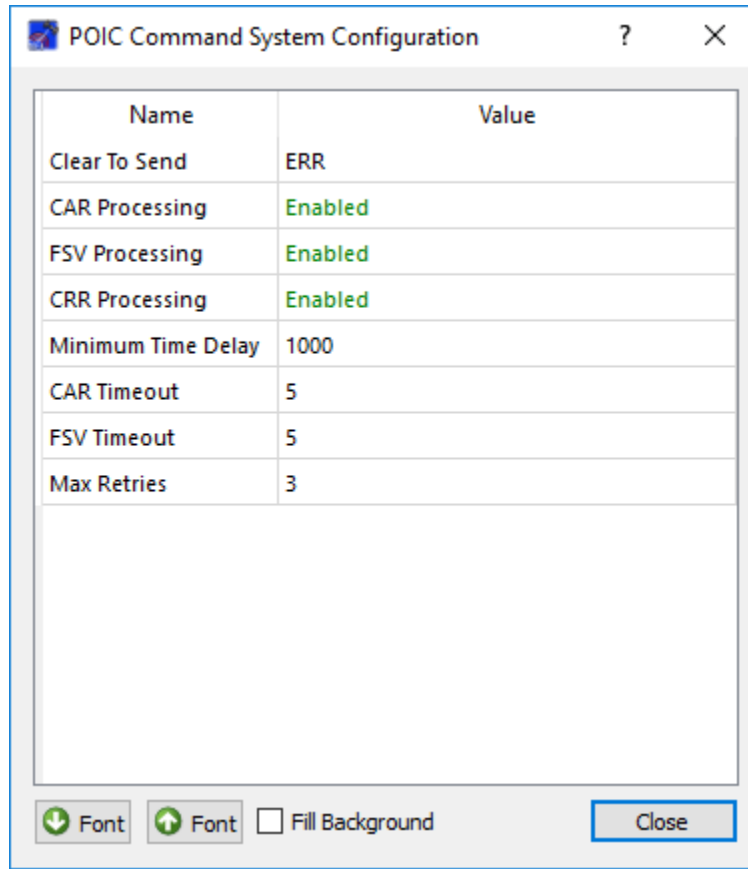 POIC Command System Configuration ?
Name Value
Clear To Send ERR
CAR Processing Enabled
FSV Processing Enabled
CRR Processing Enabled
Minimum Time Delay 1000
CAR Timeout 5
FSV Timeout 5
Max Retries 3
Font Font Fill Background Close